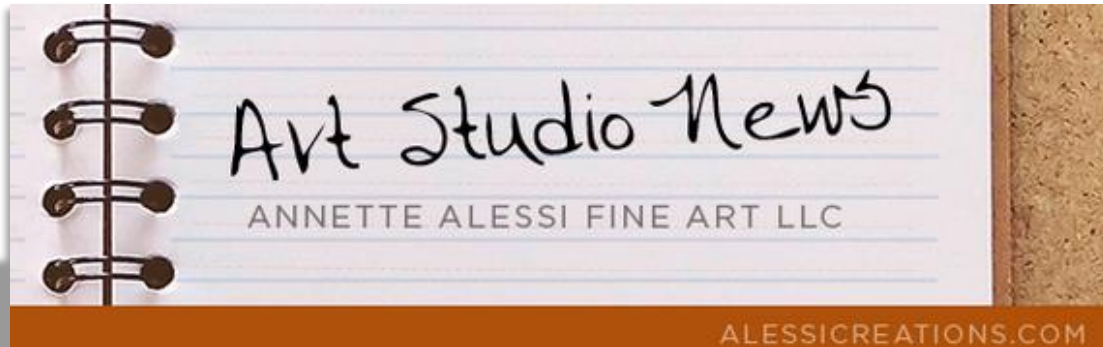 Art Studio News
ANNETTE ALESSI FINE ART LLC
ALESSICREATIONS.COM